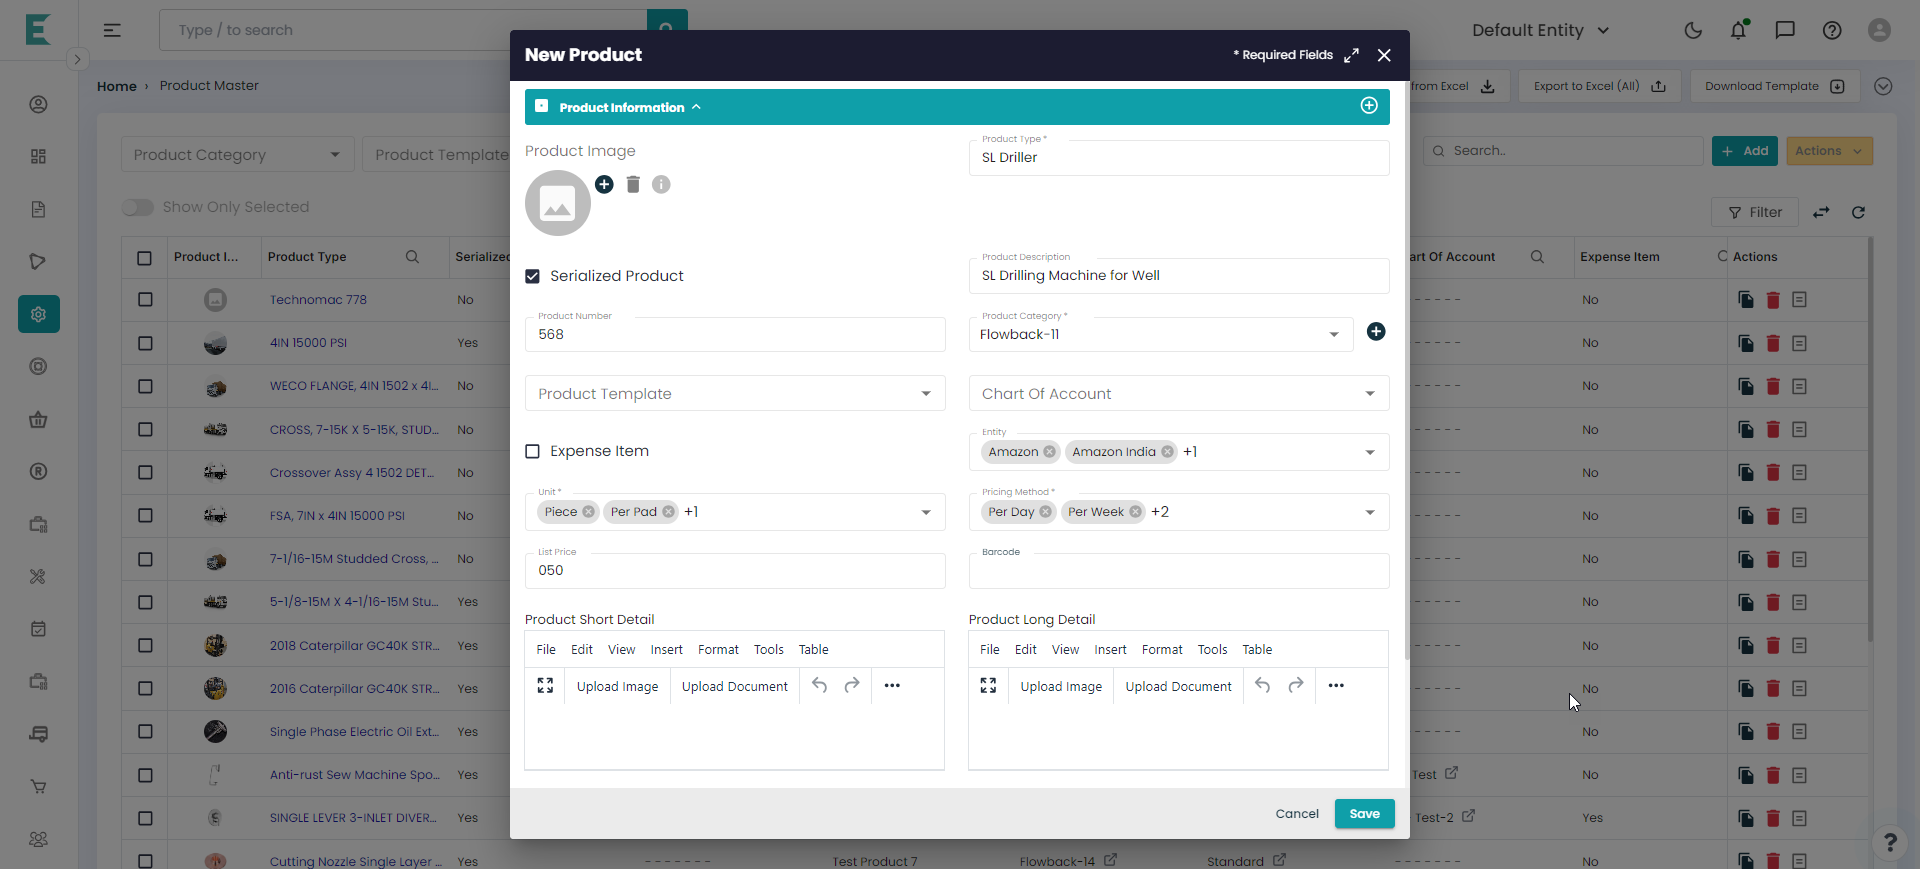 Type / to search
Default Entity
Home › Product Master
from Excel
Export to Excel (All)
Download Template
New Product
* Required Fields
Product Information
Product Image
Product Type *
SL Driller
Serialized Product
Product Description
SL Drilling Machine for Well
Product Number
568
Product Category *
Flowback-11
Product Template
Chart Of Account
Expense Item
Entity
Amazon Amazon India +1
Unit *
Piece Per Pad +1
Pricing Method *
Per Day Per Week +2
List Price
050
Barcode
Product Short Detail
File Edit View Insert Format Tools Table
Upload Image Upload Document
Product Long Detail
File Edit View Insert Format Tools Table
Upload Image Upload Document
Cancel
Save
Product Category
Product Template
Search..
+ Add
Actions
Show Only Selected
Filter
Product I... Product Type Serialized art Of Account Expense Item Actions
Technomac 778 No ------ No
4IN 15000 PSI Yes ------ No
WECO FLANGE, 4IN 1502 x 4I... No ------ No
CROSS, 7-15K X 5-15K, STUD... No ------ No
Crossover Assy 4 1502 DET... No ------ No
FSA, 7IN x 4IN 15000 PSI No ------ No
7-1/16-15M Studded Cross, ... No ------ No
5-1/8-15M X 4-1/16-15M Stu... Yes ------ No
2018 Caterpillar GC40K STR... Yes ------ No
2016 Caterpillar GC40K STR... Yes ------ No
Single Phase Electric Oil Ext... Yes ------ No
Anti-rust Sew Machine Spo... Yes Test No
SINGLE LEVER 3-INLET DIVER... Yes Test-2 Yes
Cutting Nozzle Single Layer ... Yes ------- Test Product 7 Flowback-14 Standard ------- No
?